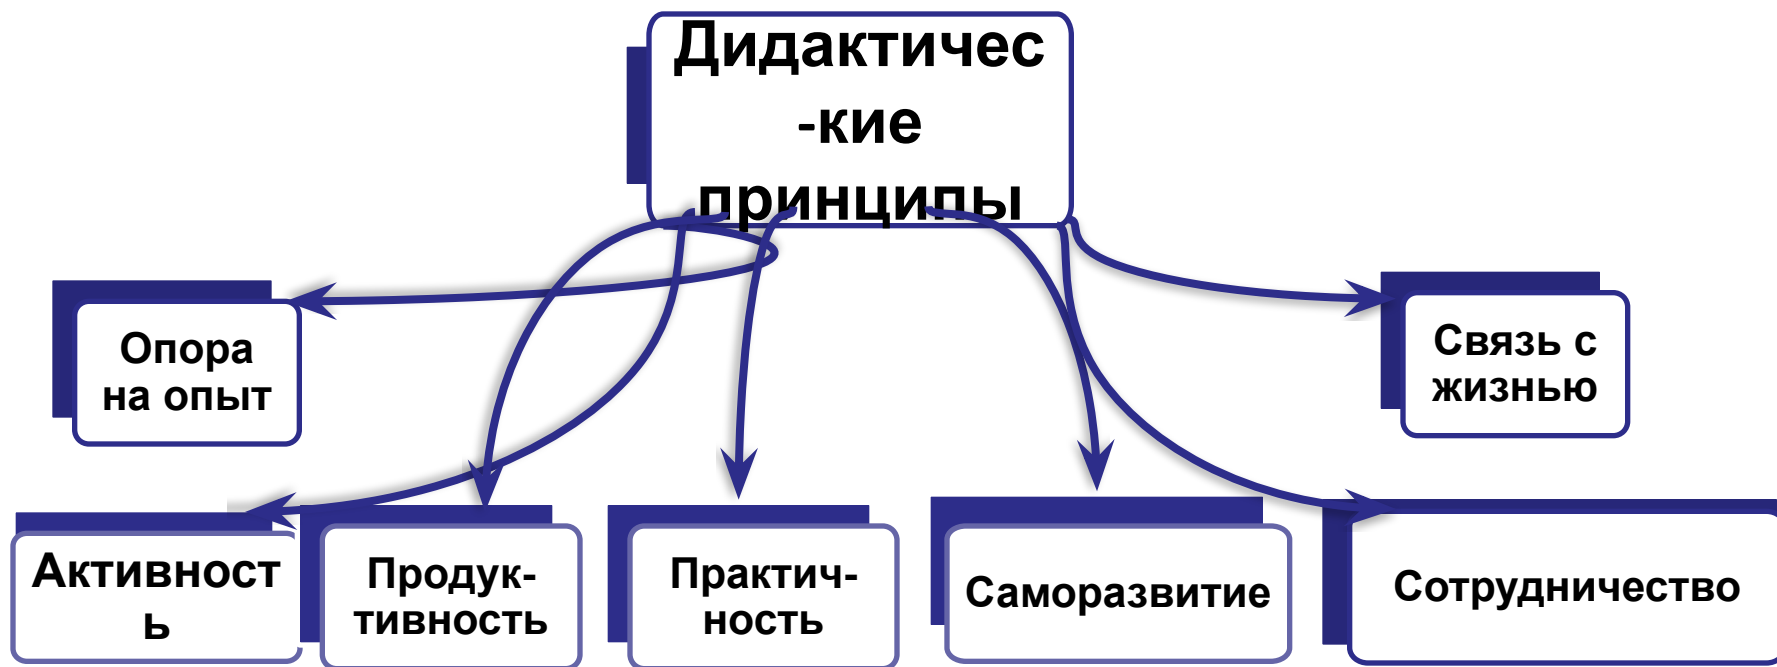 Дидактичес
-кие
принципы
Опора
на опыт
Связь с
жизнью
Активност
ь
Продук-
тивность
Практич-
ность
Саморазвитие
Сотрудничество